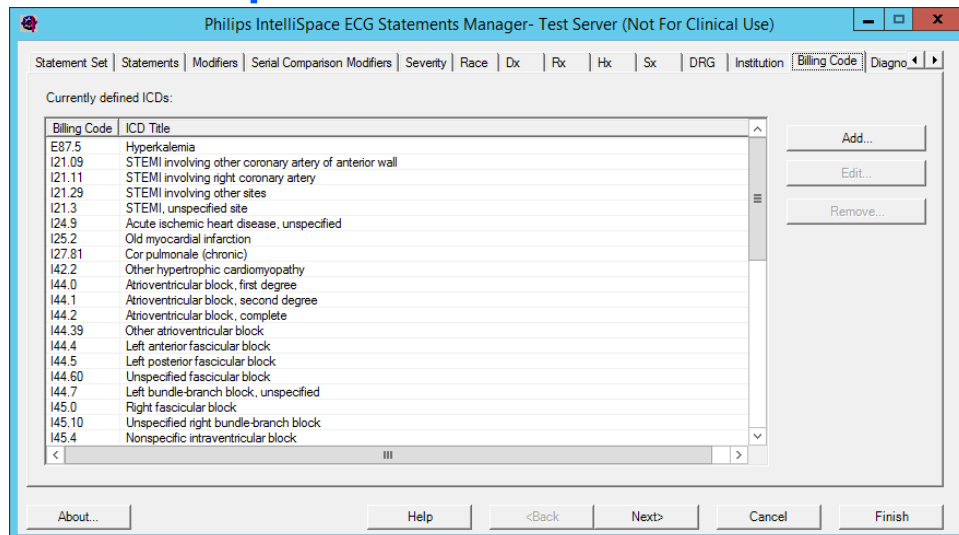 Philips IntelliSpace ECG Statements Manager- Test Server (Not For Clinical Use)
Statement Set Statements Modifiers Serial Comparison Modifiers Severity Race Dx Rx Hx Sx DRG Institution Billing Code Diagno
Currently defined ICDs:
Billing Code ICD Title
E87.5 Hyperkalemia
I21.09 STEMI involving other coronary artery of anterior wall
I21.11 STEMI involving right coronary artery
I21.29 STEMI involving other sites
I21.3 STEMI, unspecified site
I24.9 Acute ischemic heart disease, unspecified
I25.2 Old myocardial infarction
I27.81 Cor pulmonale (chronic)
I42.2 Other hypertrophic cardiomyopathy
I44.0 Atrioventricular block, first degree
I44.1 Atrioventricular block, second degree
I44.2 Atrioventricular block, complete
I44.39 Other atrioventricular block
I44.4 Left anterior fascicular block
I44.5 Left posterior fascicular block
I44.60 Unspecified fascicular block
I44.7 Left bundle-branch block, unspecified
I45.0 Right fascicular block
I45.10 Unspecified right bundle-branch block
I45.4 Nonspecific intraventricular block
Add...
Edit...
Remove...
About... Help <Back Next> Cancel Finish